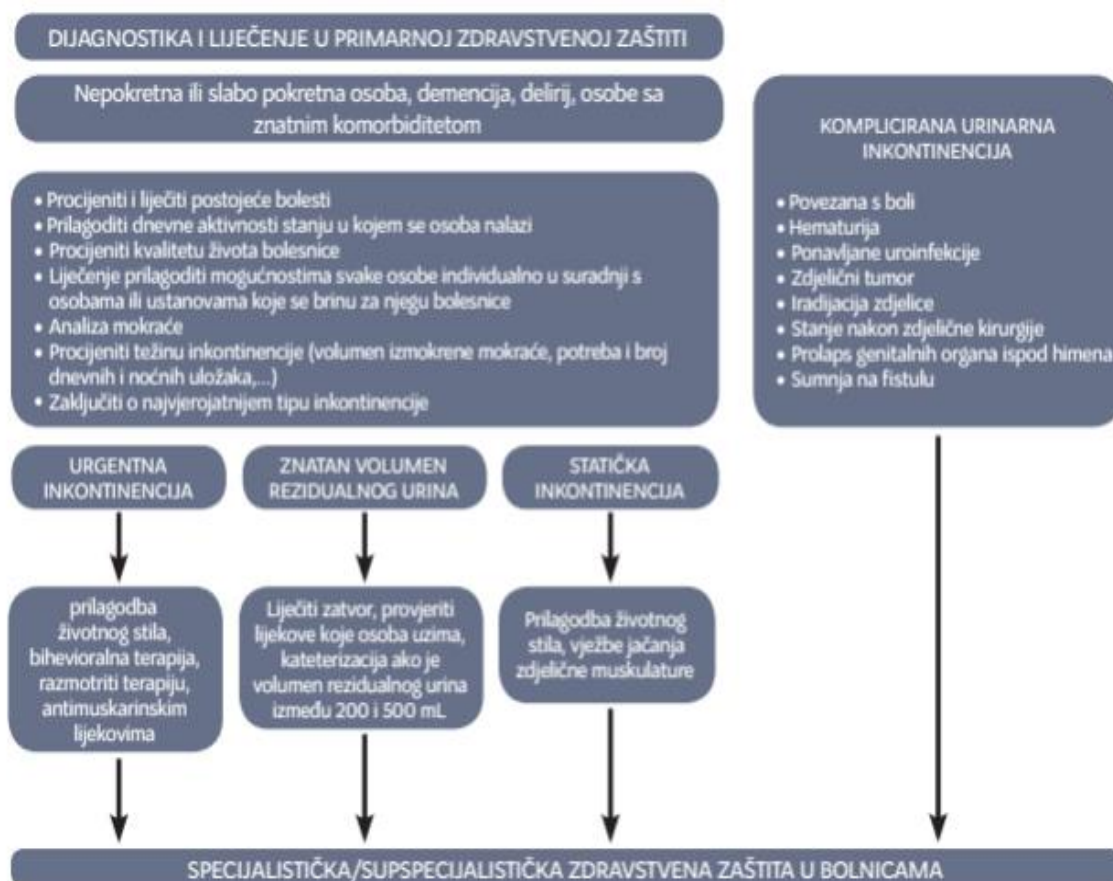 DIJAGNOSTIKA I LIJEČENJE U PRIMARNOJ ZDRAVSTVENOJ ZAŠTITI
Nepokretna ili slabo pokretna osoba, demencija, delirij, osobe sa
znatnim komorbiditetom
• Procijeniti i liječiti postojeće bolesti
• Prilagoditi dnevne aktivnosti stanju u kojem se osoba nalazi
• Procijeniti kvalitetu života bolesnice
• Liječenje prilagoditi mogućnostima svake osobe individualno u suradnji s
osobama ili ustanovama koje se brinu za njegu bolesnice
• Analiza mokraće
• Procijeniti težinu inkontinencije (volumen izmokrene mokraće, potreba i broj
dnevnih i noćnih uložaka,...)
• Zaključiti o najvjerojatnijem tipu inkontinencije
KOMPLICIRANA URINARNA
INKONTINENCIJA
• Povezana s boli
• Hematurija
• Ponavljane uroinfekcije
• Zdjelični tumor
• Iradijacija zdjelice
• Stanje nakon zdjelične kirurgije
• Prolaps genitalnih organa ispod himena
• Sumnja na fistulu
URGENTNA
INKONTINENCIJA
prilagodba
životnog stila,
bihevioralna terapija,
razmotriti terapiju,
antimuskarinskim
lijekovima
ZNATAN VOLUMEN
REZIDUALNOG URINA
Liječiti zatvor, provjeriti
lijekove koje osoba uzima,
kateterizacija ako je
volumen rezidualnog urina
između 200 i 500 mL
STATIČKA
INKONTINENCIJA
Prilagodba životnog
stila, vježbe jačanja
zdjelične muskulature
SPECIJALISTIČKA/SUPSPECIJALISTIČKA ZDRAVSTVENA ZAŠTITA U BOLNICAMA